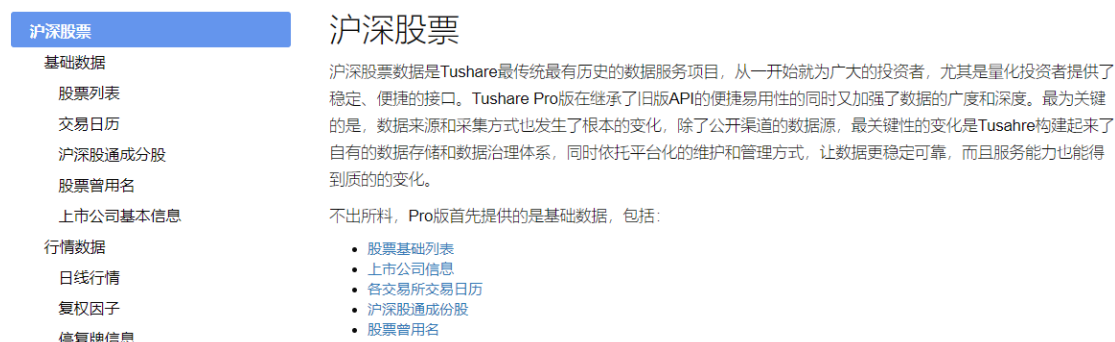 沪深股票
基础数据
股票列表
交易日历
沪深股通成分股
股票曾用名
上市公司基本信息
行情数据
日线行情
复权因子
停复牌信息
沪深股票
沪深股票数据是Tushare最传统最有历史的数据服务项目，从一开始就为广大的投资者，尤其是量化投资者提供了
稳定、便捷的接口。Tushare Pro版在继承了旧版API的便捷易用性的同时又加强了数据的广度和深度。最为关键
的是，数据来源和采集方式也发生了根本的变化，除了公开渠道的数据源，最关键性的变化是Tusahre构建起来了
自有的数据存储和数据治理体系，同时依托平台化的维护和管理方式，让数据更稳定可靠，而且服务能力也能得
到质的的变化。
不出所料，Pro版首先提供的是基础数据，包括：
股票基础列表
上市公司信息
各交易所交易日历
沪深股通成份股
股票曾用名